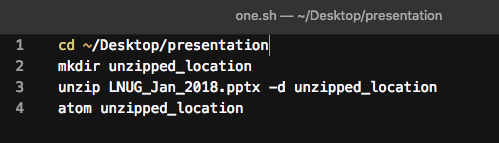 one.sh — ~/Desktop/presentation
1 cd ~/Desktop/presentation
2 mkdir unzipped_location
3 unzip LNUG_Jan_2018.pptx -d unzipped_location
4 atom unzipped_location